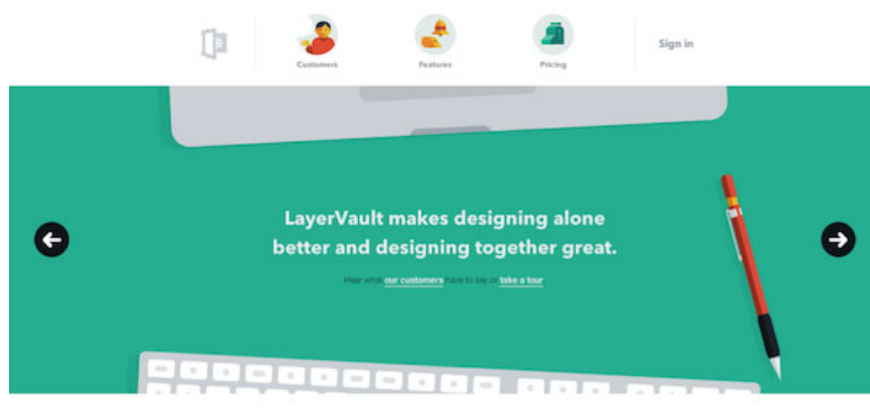 Customers
Features
Pricing
Sign in
LayerVault makes designing alone
better and designing together great.
Hear what our customers have to say or take a tour